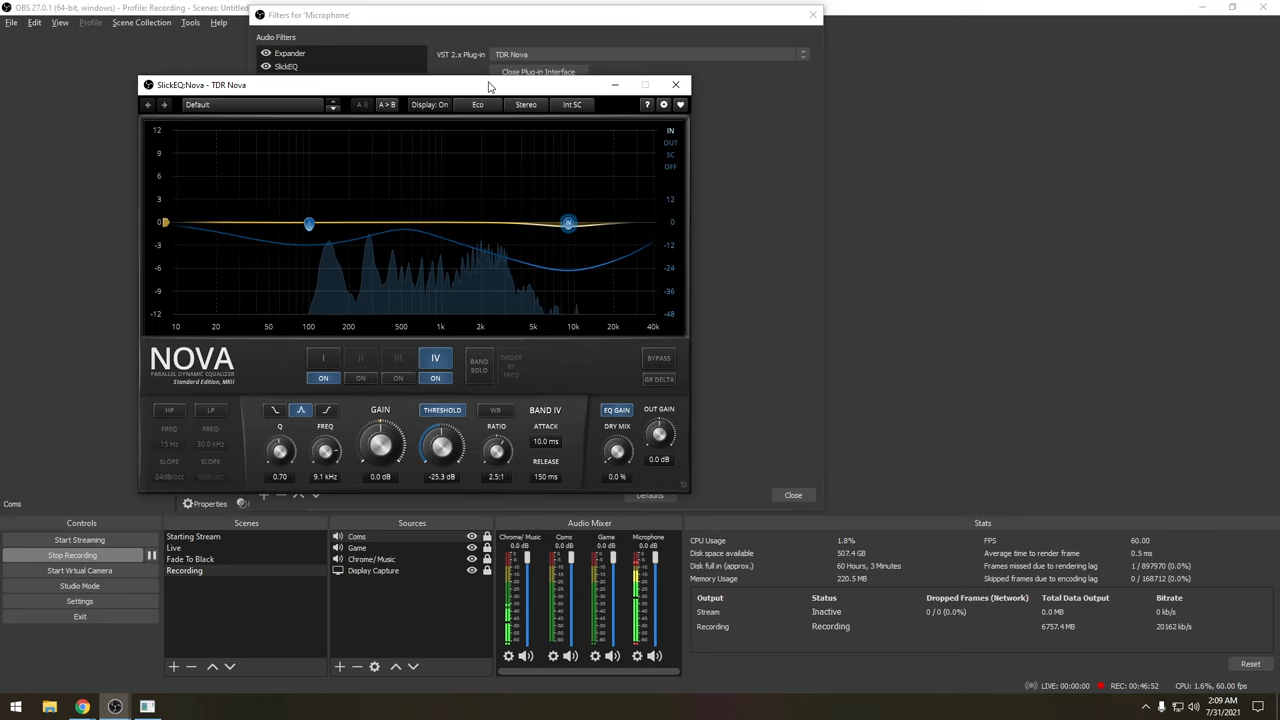 OBS 27.0.1 (64-bit, windows) - Profile: Recording - Scenes: Untitled
File Edit View Profile Scene Collection Tools Help
Filters for 'Microphone'
Audio Filters
Expander
SlickEQ
VST 2.x Plug-in TDR Nova
Close Plug-in Interface
SlickEQ:Nova - TDR Nova
Default A B A > B Display: On Eco Stereo Int SC ?
12 9 6 3 0 -3 -6 -9 -12
IN
OUT
SC
OFF
12
0
-12
-24
-36
-48
I IV
10 20 50 100 200 500 1k 2k 5k 10k 20k 40k
NOVA
PARALLEL DYNAMIC EQUALIZER
Standard Edition, MKII
I II III IV
ON ON ON ON
BAND SOLO
ORDER BY FREQ
BYPASS
GR DELTA
HP LP
FREQ FREQ
15 Hz 30.0 kHz
SLOPE SLOPE
24dB/oct 6dB/oct
GAIN THRESHOLD WB BAND IV
Q FREQ RATIO ATTACK
10.0 ms
RELEASE
0.70 9.1 kHz 0.0 dB -25.3 dB 2.5:1 150 ms
EQ GAIN OUT GAIN
DRY MIX
0.0 dB
0.0 %
Defaults Close
Coms Properties
Controls
Start Streaming
Stop Recording
Start Virtual Camera
Studio Mode
Settings
Exit
Scenes
Starting Stream
Live
Fade To Black
Recording
Sources
Coms
Game
Chrome/ Music
Display Capture
Audio Mixer
Chrome/ Music Coms Game Microphone
0.0 dB 0.0 dB 0.0 dB 0.0 dB
Stats
CPU Usage 1.8%
Disk space available 507.4 GB
Disk full in (approx.) 60 Hours, 3 Minutes
Memory Usage 220.5 MB
FPS 60.00
Average time to render frame 0.5 ms
Frames missed due to rendering lag 1 / 897970 (0.0%)
Skipped frames due to encoding lag 0 / 168712 (0.0%)
Output Status Dropped Frames (Network) Total Data Output Bitrate
Stream Inactive 0 / 0 (0.0%) 0.0 MB 0 kb/s
Recording Recording 6757.4 MB 20162 kb/s
Reset
LIVE: 00:00:00 REC: 00:46:52 CPU: 1.6%, 60.00 fps
2:09 AM
7/31/2021